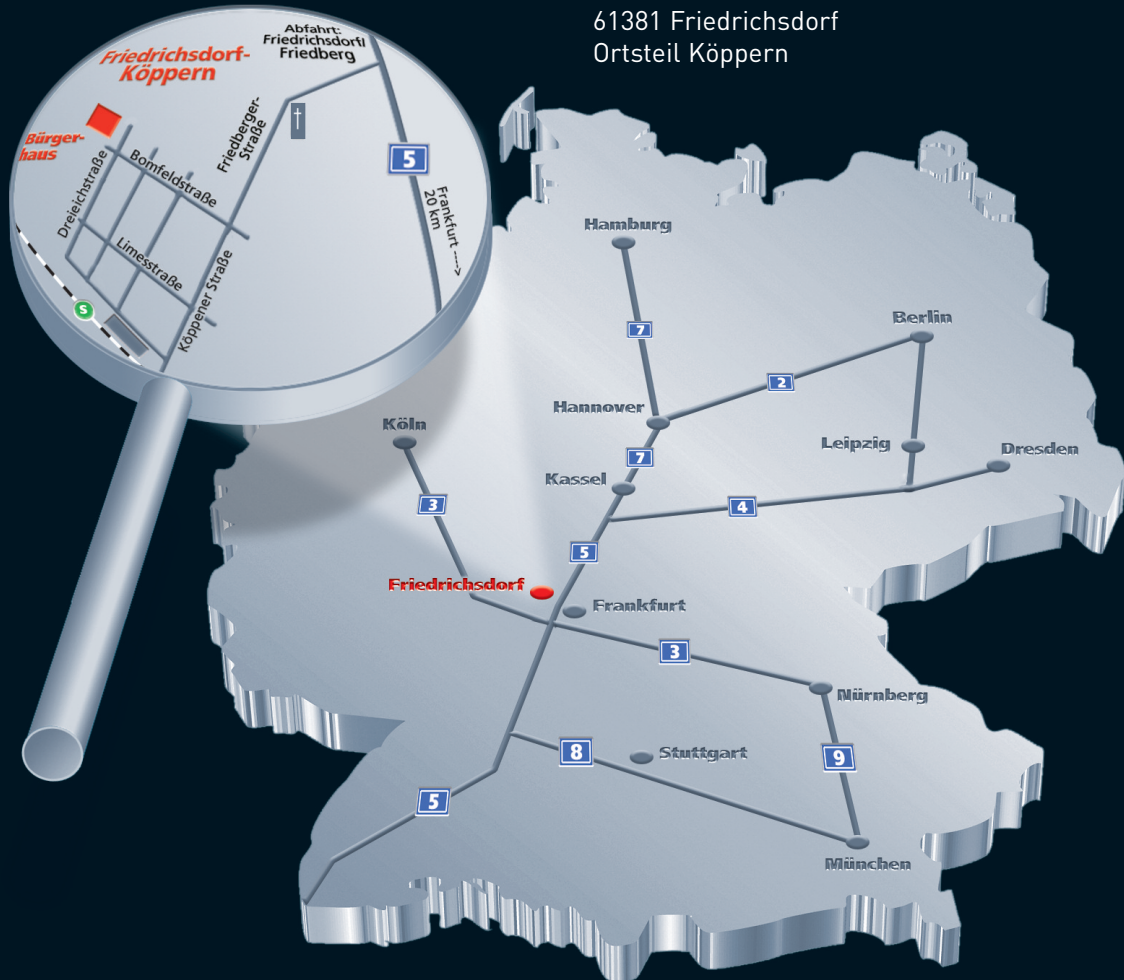 61381 Friedrichsdorf
Ortsteil Köppern
Abfahrt:
Friedrichsdorf/
Friedberg
Friedrichsdorf-
Köppern
Bürger-
haus
Friedberger-
Straße
5
Frankfurt
20 km
---->
Bornfeldstraße
Dreieichstraße
Limesstraße
Köppener Straße
S
Hamburg
7
Berlin
2
Hannover
Köln
7
Leipzig
Dresden
Kassel
3
4
5
Friedrichsdorf
Frankfurt
3
Nürnberg
8
Stuttgart
9
5
München